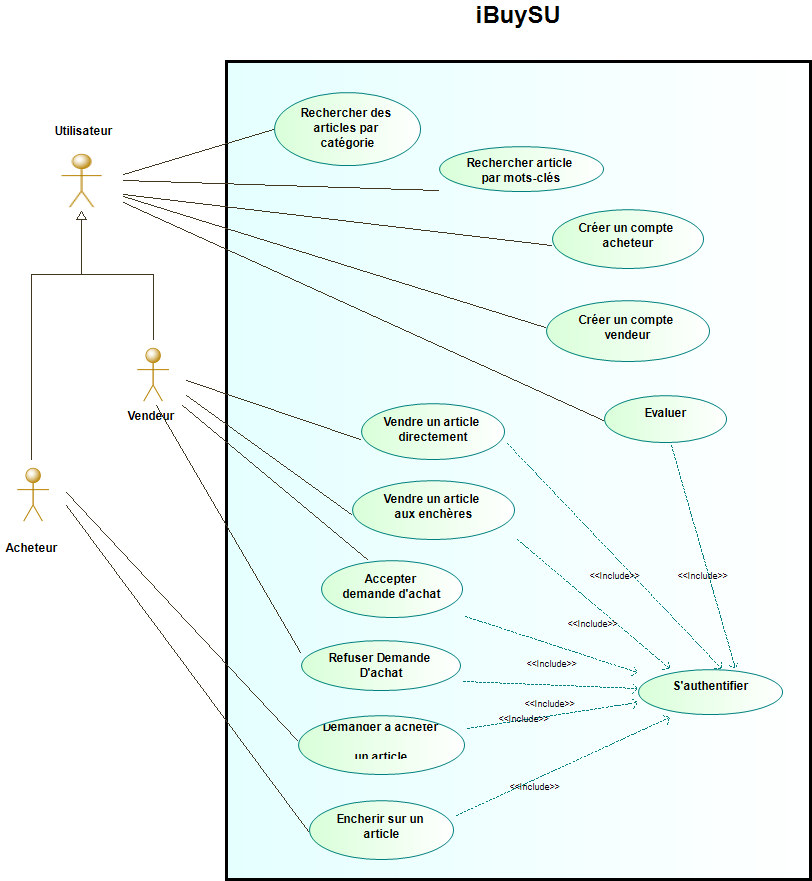 iBuySU
Rechercher des
articles par
catégorie
Utilisateur
Rechercher article
par mots-clés
Créer un compte
acheteur
Créer un compte
vendeur
Vendeur
Evaluer
Vendre un article
directement
Vendre un article
aux enchères
Acheteur
Accepter
demande d'achat
<<Include>>
<<Include>>
<<Include>>
Refuser Demande
D'achat
<<Include>>
S'authentifier
<<Include>>
<<Include>>
Demander à acheter
un article
<<Include>>
Encherir sur un
article